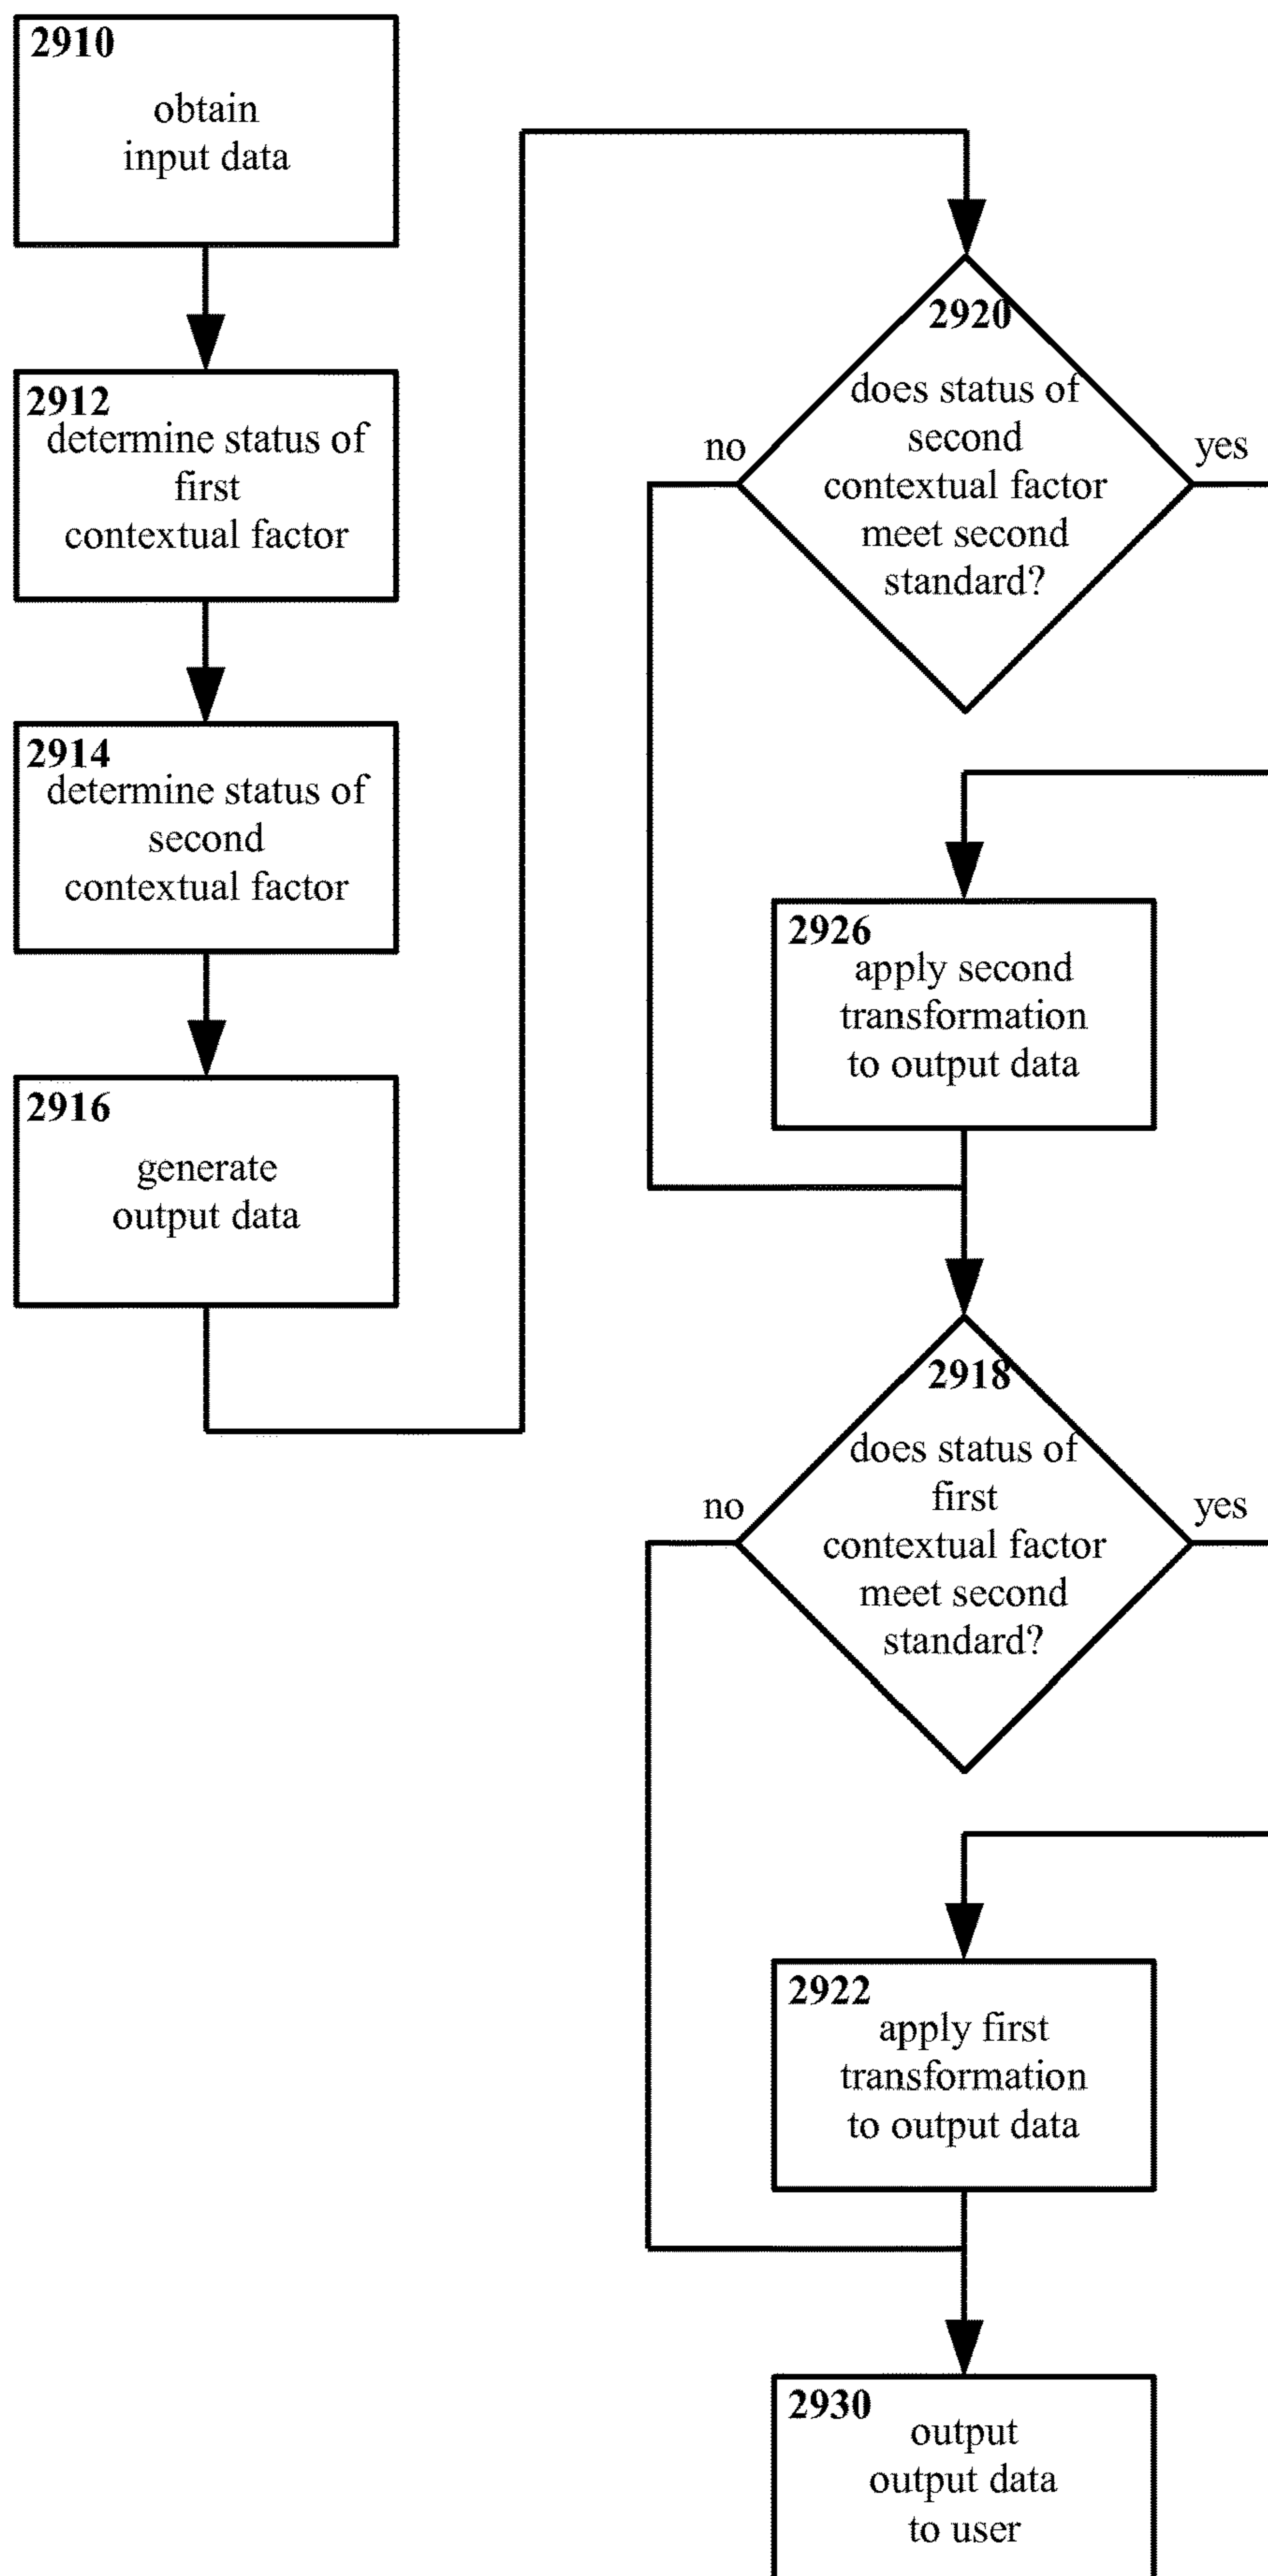 2910
obtain
input data
2912
determine status of
first
contextual factor
2914
determine status of
second
contextual factor
2916
generate
output data
2920
does status of
second
contextual factor
meet second
standard?
no
yes
2926
apply second
transformation
to output data
2918
does status of
first
contextual factor
meet second
standard?
no
yes
2922
apply first
transformation
to output data
2930
output
output data
to user